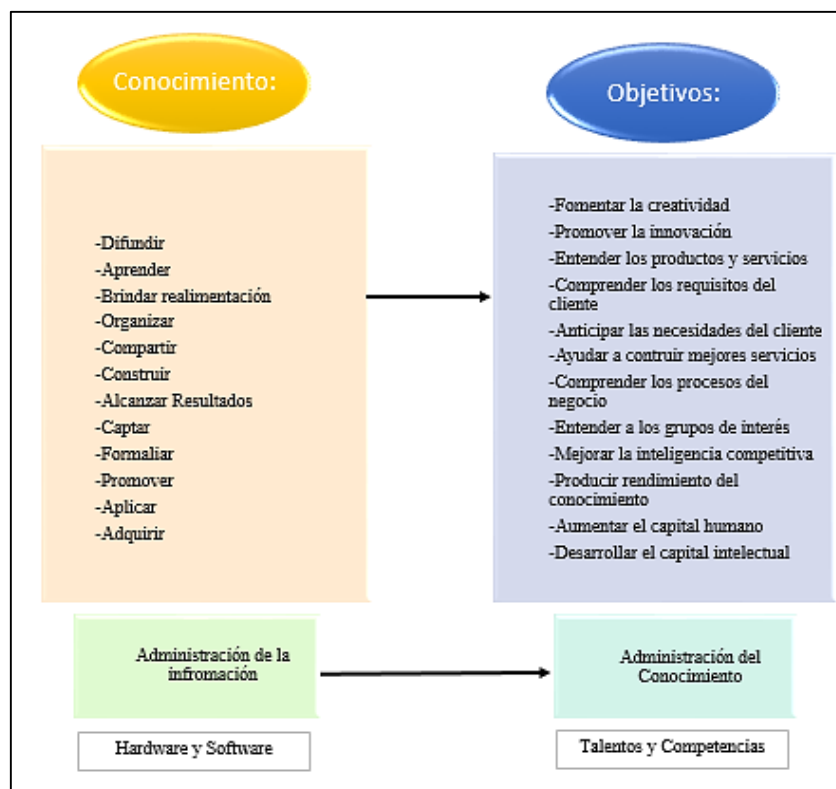 Conocimiento:
-Difundir
-Aprender
-Brindar realimentación
-Organizar
-Compartir
-Construir
-Alcanzar Resultados
-Captar
-Formaliar
-Promover
-Aplicar
-Adquirir
Objetivos:
-Fomentar la creatividad
-Promover la innovación
-Entender los productos y servicios
-Comprender los requisitos del
cliente
-Anticipar las necesidades del cliente
-Ayudar a contruir mejores servicios
-Comprender los procesos del
negocio
-Entender a los grupos de interés
-Mejorar la inteligencia competitiva
-Producir rendimiento del
conocimiento
-Aumentar el capital humano
-Desarrollar el capital intelectual
Administración de la
infromación
Administración del
Conocimiento
Hardware y Software
Talentos y Competencias